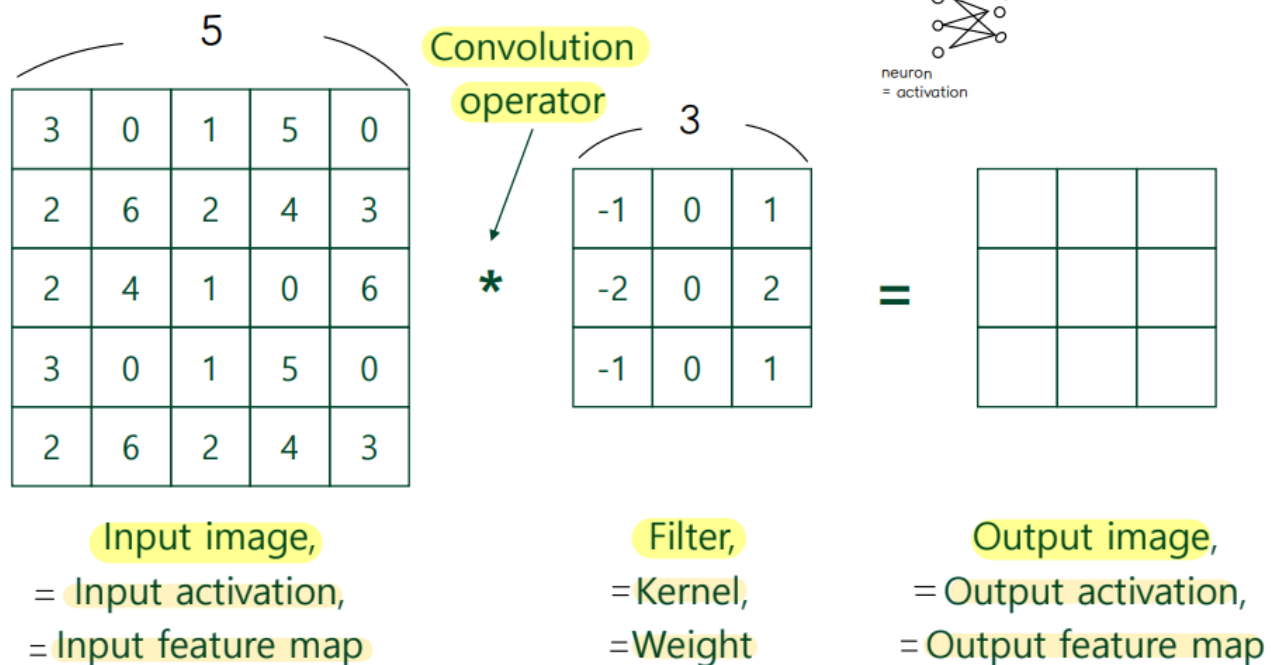 5
Convolution
operator
neuron
= activation
3
3 0 1 5 0
2 6 2 4 3
2 4 1 0 6
3 0 1 5 0
2 6 2 4 3
*
-1 0 1
-2 0 2
-1 0 1
=
Input image,
= Input activation,
= Input feature map
Filter,
=Kernel,
=Weight
Output image,
= Output activation,
= Output feature map